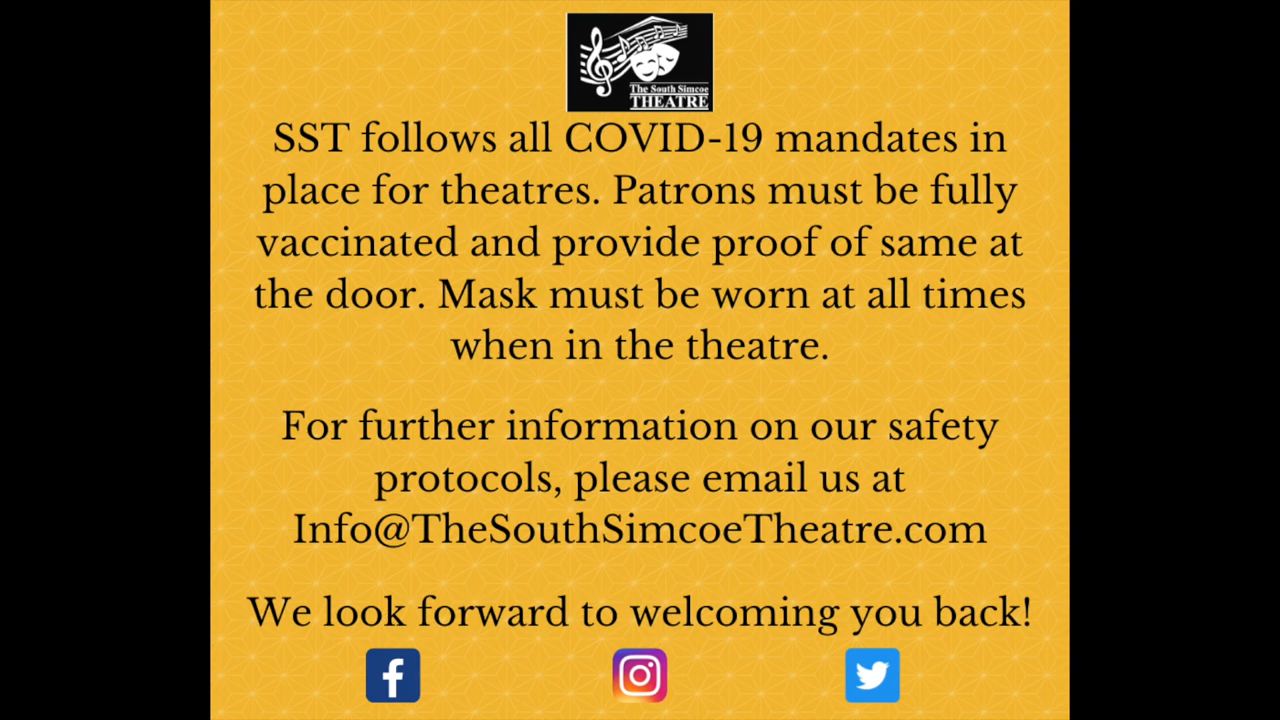 The South Simcoe
THEATRE
SST follows all COVID-19 mandates in
place for theatres. Patrons must be fully
vaccinated and provide proof of same at
the door. Mask must be worn at all times
when in the theatre.
For further information on our safety
protocols, please email us at
Info@TheSouthSimcoeTheatre.com
We look forward to welcoming you back!